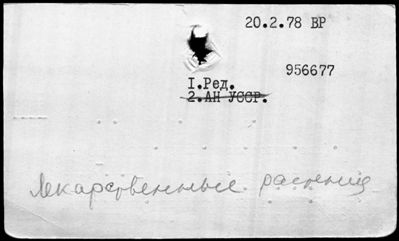 20.2.78 ВР
956677
I.Ред.
2.АН УССР.
Лекарственные растения